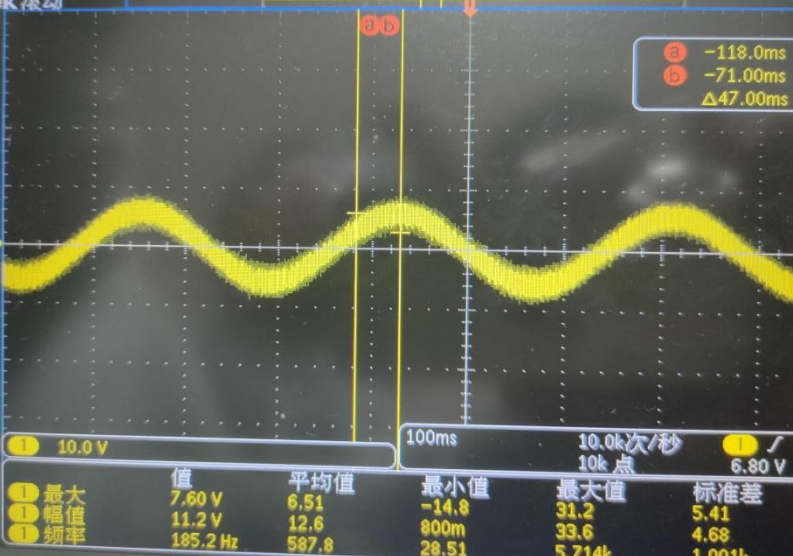 滚动
a b
a -118.0ms
b -71.00ms
Δ47.00ms
1 10.0 V
100ms
10.0k次/秒
10k 点
1
6.80 V
值 平均值 最小值 最大值 标准差
1 最大 7.60 V 6.51 -14.8 31.2 5.41
1 幅值 11.2 V 12.6 800m 33.6 4.68
1 频率 185.2 Hz 587.8 28.51 5.714k 1.001k